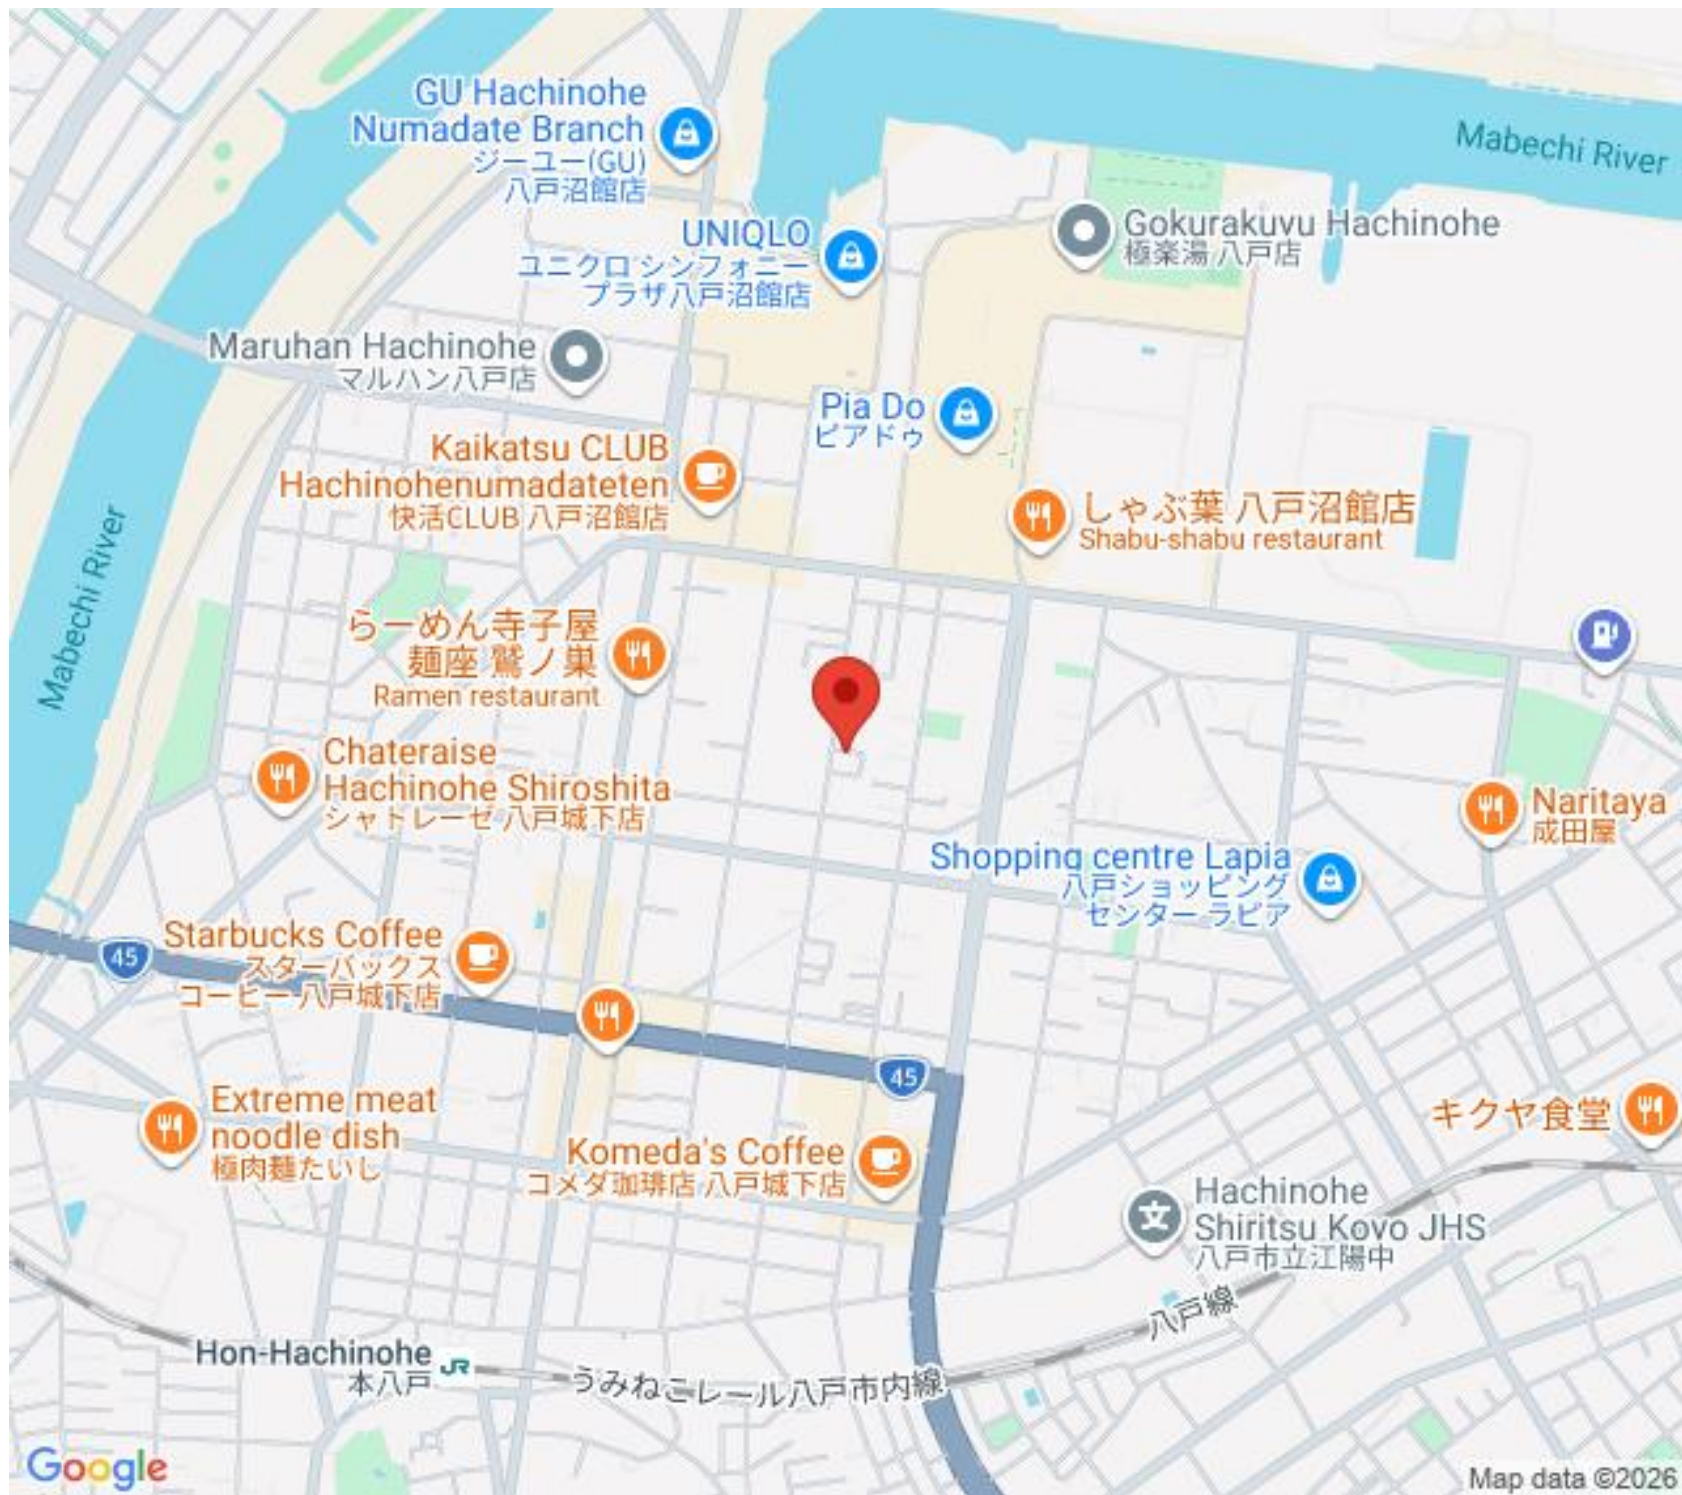 GU Hachinohe
Numadate Branch
ジーユー(GU)
八戸沼館店
Mabechi River
UNIQLO
ユニクロ シンフォニー
プラザ八戸沼館店
Gokurakuyu Hachinohe
極楽湯 八戸店
Maruhan Hachinohe
マルハン八戸店
Pia Do
ピアドゥ
Kaikatsu CLUB
Hachinohenumadateten
快活CLUB 八戸沼館店
しゃぶ葉 八戸沼館店
Shabu-shabu restaurant
Mabechi River
らーめん寺子屋
麺座 鷲ノ巣
Ramen restaurant
Chateraise
Hachinohe Shiroshita
シャトレーゼ 八戸城下店
Naritaya
成田屋
Shopping centre Lapia
八戸ショッピング
センター ラピア
Starbucks Coffee
スターバックス
コーヒー 八戸城下店
45
45
Extreme meat
noodle dish
極肉麺たいし
Komeda's Coffee
コメダ珈琲店 八戸城下店
キクヤ食堂
文
Hachinohe
Shiritsu Koyo JHS
八戸市立江陽中
八戸線
Hon-Hachinohe
本八戸
JR
うみねこレール八戸市内線
Google
Map data ©2026